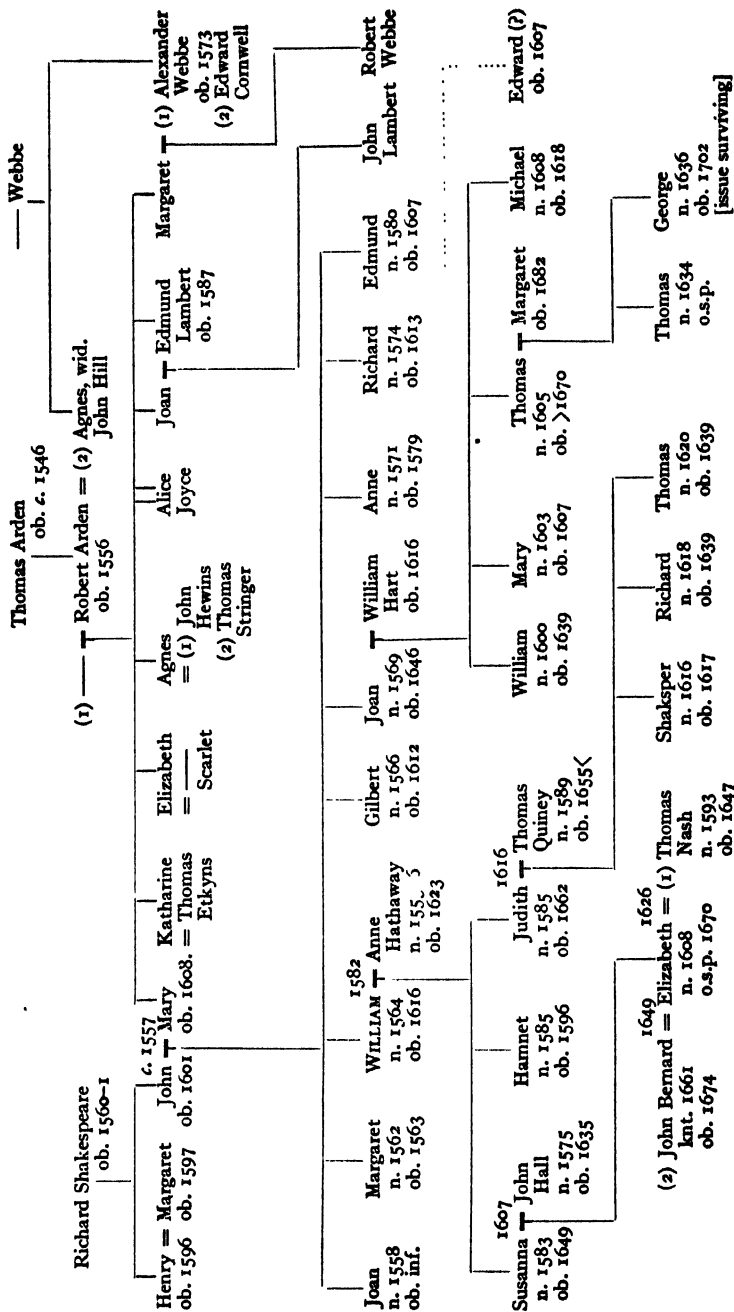 Thomas Arden
ob. c. 1546
—— Webbe
Richard Shakespeare
ob. 1560-1
(1) —— Robert Arden = (2) Agnes, wid.
ob. 1556 John Hill
c. 1557
Henry = Margaret
ob. 1596 ob. 1597
John Mary
ob. 1601 ob. 1608.
Katharine
= Thomas
Etkyns
Elizabeth
= ——
Scarlet
Agnes
= (1) John
Hewins
(2) Thomas
Stringer
Alice
Joyce
Joan Edmund
Lambert
ob. 1587
Margaret (1) Alexander
Webbe
ob. 1573
(2) Edward
Cornwell
1582
Joan
n. 1558
ob. inf.
Margaret
n. 1562
ob. 1563
WILLIAM
n. 1564
ob. 1616
Anne
Hathaway
n.
ob. 1623
Gilbert
n. 1566
ob. 1612
Joan
n. 1569
ob. 1646
William
Hart
ob. 1616
Anne
n. 1571
ob. 1579
Richard
n. 1574
ob. 1613
Edmund
n. 1580
ob. 1607
John
Lambert
Robert
Webbe
1607
Susanna
n. 1583
ob. 1649
John
Hall
n. 1575
ob. 1635
Hamnet
n. 1585
ob. 1596
1616
Judith
n. 1585
ob. 1662
Thomas
Quiney
n. 1589
ob. 1655<
William
n. 1600
ob. 1639
Mary
n. 1603
ob. 1607
Thomas
n. 1605
ob. >1670
Margaret
ob. 1682
Michael
n. 1608
ob. 1618
Edward (?)
ob. 1607
1649 1626
(2) John Bernard = Elizabeth = (1) Thomas
knt. 1661 n. 1608 Nash
ob. 1674 o.s.p. 1670 n. 1593
ob. 1647
Shaksper
n. 1616
ob. 1617
Richard
n. 1618
ob. 1639
Thomas
n. 1620
ob. 1639
Thomas
n. 1634
o.s.p.
George
n. 1636
ob. 1702
[issue surviving]